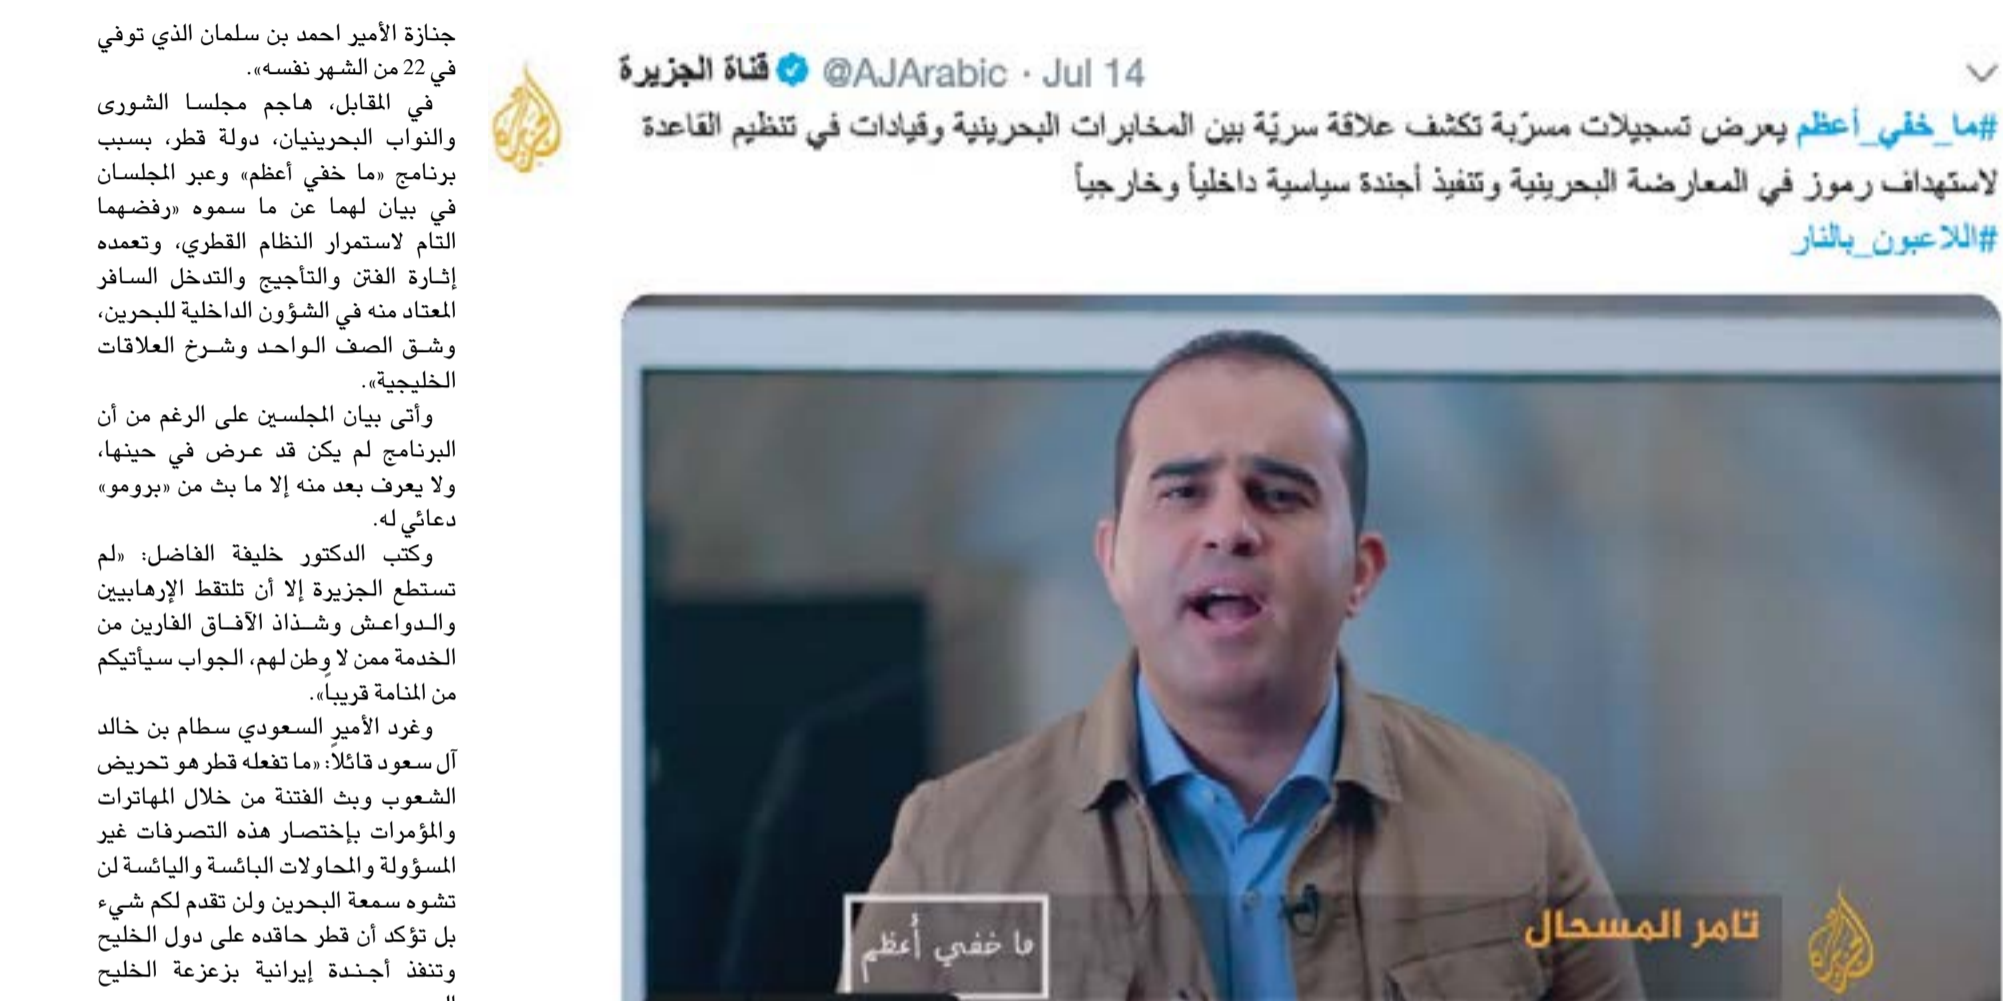 قناة الجزيرة @AJArabic · Jul 14
#ما_خفي_أعظم يعرض تسجيلات مسرّبة تكشف علاقة سريّة بين المخابرات البحرينية وقيادات في تنظيم القاعدة
لاستهداف رموز في المعارضة البحرينية وتنفيذ أجندة سياسية داخلياً وخارجياً
#اللاعبون_بالنار
تامر المسحال
ما خفي أعظم
جنازة الأمير احمد بن سلمان الذي توفي
في 22 من الشهر نفسه».
في المقابل، هاجم مجلسا الشورى
والنواب البحرينيان، دولة قطر، بسبب
برنامج «ما خفي أعظم» وعبر المجلسان
في بيان لهما عن ما سموه «رفضهما
التام لاستمرار النظام القطري، وتعمده
إثارة الفتن والتأجيج والتدخل السافر
المعتاد منه في الشؤون الداخلية للبحرين،
وشق الصف الواحد وشرخ العلاقات
الخليجية».
وأتى بيان المجلسين على الرغم من أن
البرنامج لم يكن قد عرض في حينها،
ولا يعرف بعد منه إلا ما بث من «برومو»
دعائي له.
وكتب الدكتور خليفة الفاضل: «لم
تستطع الجزيرة إلا أن تلتقط الإرهابيين
والدواعش وشذاذ الآفاق الفارين من
الخدمة ممن لا وطن لهم، الجواب سيأتيكم
من المنامة قريباً».
وغرد الأمير السعودي سطام بن خالد
آل سعود قائلاً: «ما تفعله قطر هو تحريض
الشعوب وبث الفتنة من خلال المهاترات
والمؤمرات بإختصار هذه التصرفات غير
المسؤولة والمحاولات البائسة واليائسة لن
تشوه سمعة البحرين ولن تقدم لكم شيء
بل تؤكد أن قطر حاقده على دول الخليج
وتنفذ أجندة إيرانية بزعزعة الخليج